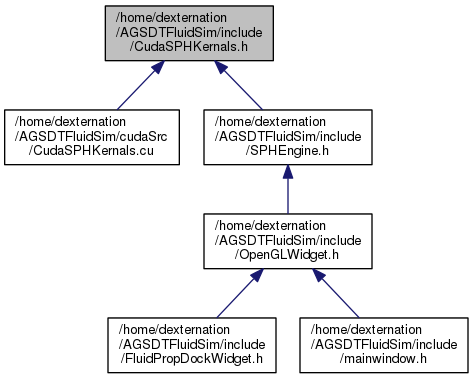 /home/dexternation
/AGSDTFluidSim/include
/CudaSPHKernals.h
/home/dexternation
/AGSDTFluidSim/cudaSrc
/CudaSPHKernals.cu
/home/dexternation
/AGSDTFluidSim/include
/SPHEngine.h
/home/dexternation
/AGSDTFluidSim/include
/OpenGLWidget.h
/home/dexternation
/AGSDTFluidSim/include
/FluidPropDockWidget.h
/home/dexternation
/AGSDTFluidSim/include
/mainwindow.h